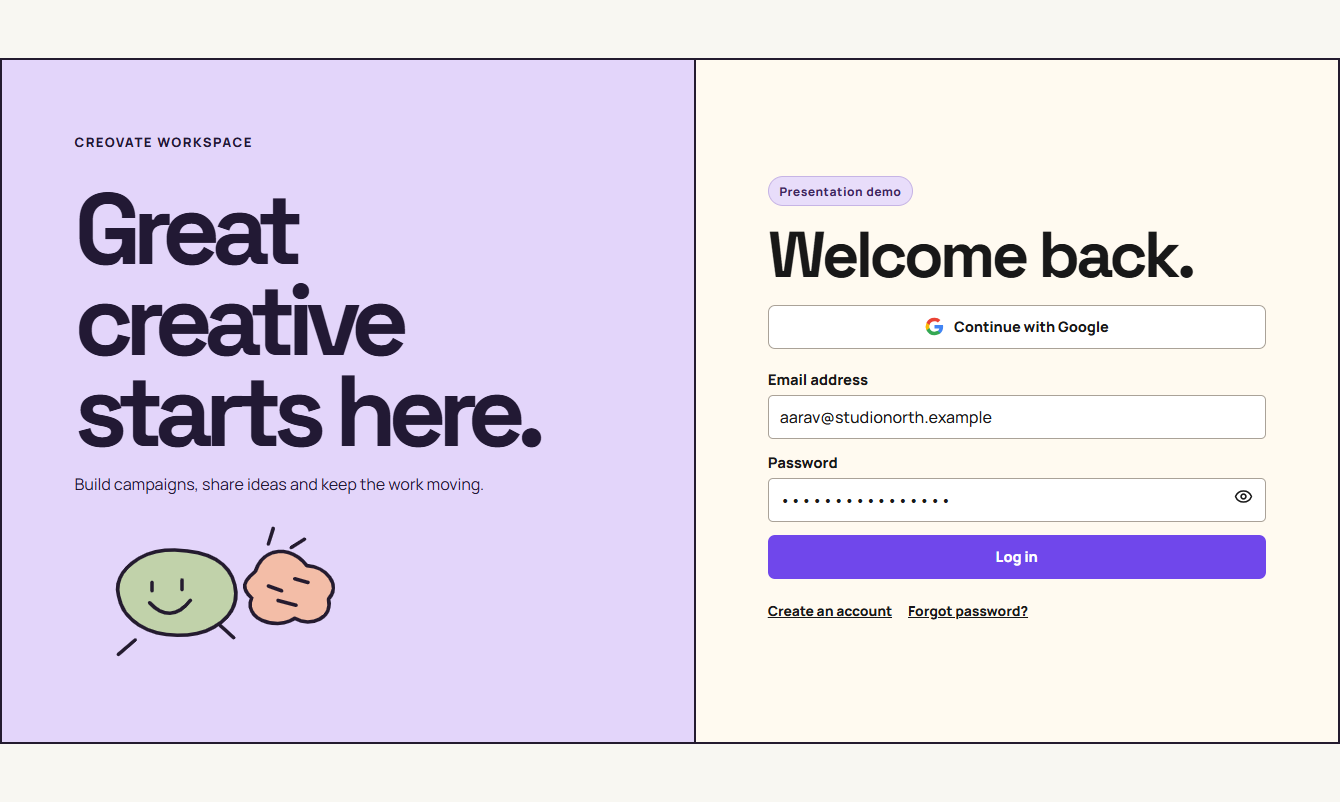 CREOVATE WORKSPACE
Great
creative
starts here.
Build campaigns, share ideas and keep the work moving.
Presentation demo
Welcome back.
Continue with Google
Email address
aarav@studionorth.example
Password
••••••••••••••••
Log in
Create an account Forgot password?